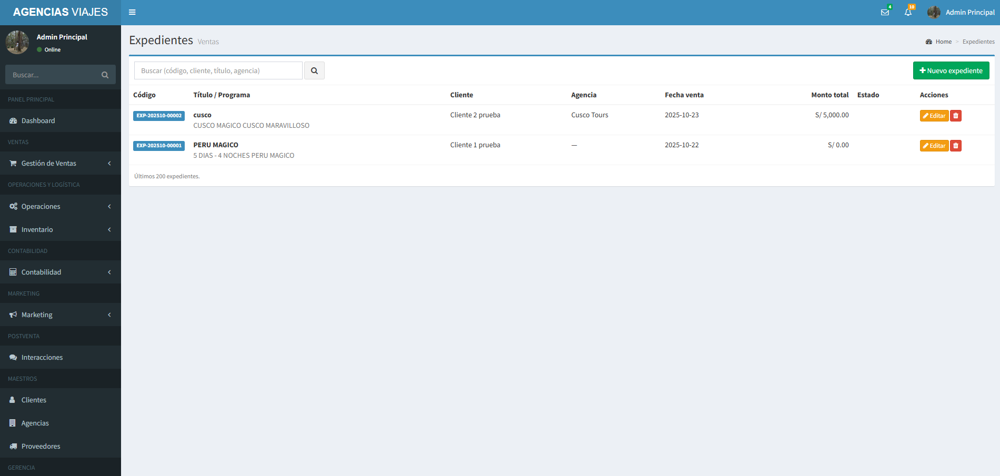 AGENCIAS VIAJES
4
10
Admin Principal
Admin Principal
Online
Buscar...
PANEL PRINCIPAL
Dashboard
VENTAS
Gestión de Ventas
OPERACIONES Y LOGÍSTICA
Operaciones
Inventario
CONTABILIDAD
Contabilidad
MARKETING
Marketing
POSTVENTA
Interacciones
MAESTROS
Clientes
Agencias
Proveedores
GERENCIA
Expedientes Ventas
Home > Expedientes
Buscar (código, cliente, título, agencia)
Nuevo expediente
Código Título / Programa Cliente Agencia Fecha venta Monto total Estado Acciones
EXP-202510-00002 cusco Cliente 2 prueba Cusco Tours 2025-10-23 S/ 5,000.00 Editar
CUSCO MAGICO CUSCO MARAVILLOSO
EXP-202510-00001 PERU MAGICO Cliente 1 prueba — 2025-10-22 S/ 0.00 Editar
5 DIAS - 4 NOCHES PERU MAGICO
Últimos 200 expedientes.